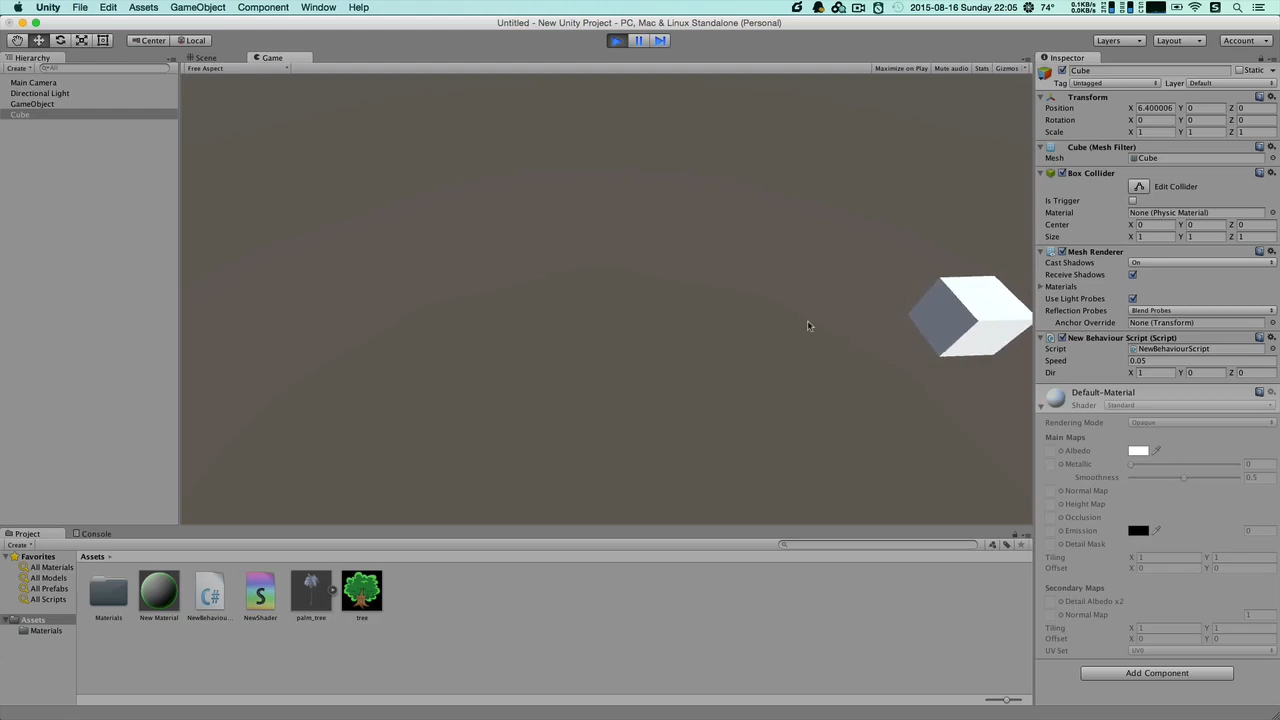 Unity File Edit Assets GameObject Component Window Help
0.1KB/s
0.0KB/s
2015-08-16 Sunday 22:05
74°
Untitled - New Unity Project - PC, Mac & Linux Standalone (Personal)
Center Local Layers Layout Account
Hierarchy
Create All
Main Camera
Directional Light
GameObject
Cube
Scene Game
Free Aspect Maximize on Play Mute audio Stats Gizmos
Inspector
Cube Static
Tag Untagged Layer Default
Transform
Position X 6.400006 Y 0 Z 0
Rotation X 0 Y 0 Z 0
Scale X 1 Y 1 Z 1
Cube (Mesh Filter)
Mesh Cube
Box Collider
Edit Collider
Is Trigger
Material None (Physic Material)
Center X 0 Y 0 Z 0
Size X 1 Y 1 Z 1
Mesh Renderer
Cast Shadows On
Receive Shadows
Materials
Use Light Probes
Reflection Probes Blend Probes
Anchor Override None (Transform)
New Behaviour Script (Script)
Script NewBehaviourScript
Speed 0.05
Dir X 1 Y 0 Z 0
Default-Material
Shader Standard
Rendering Mode Opaque
Main Maps
Albedo
Metallic 0
Smoothness 0.5
Normal Map
Height Map
Occlusion
Emission 0
Detail Mask
Tiling X 1 Y 1
Offset X 0 Y 0
Secondary Maps
Detail Albedo x2
Normal Map 1
Tiling X 1 Y 1
Offset X 0 Y 0
UV Set UV0
Add Component
Project Console
Create
Favorites
All Materials
All Models
All Prefabs
All Scripts
Assets
Materials
Assets
C#
S
Materials New Material NewBehaviou... NewShader palm_tree tree